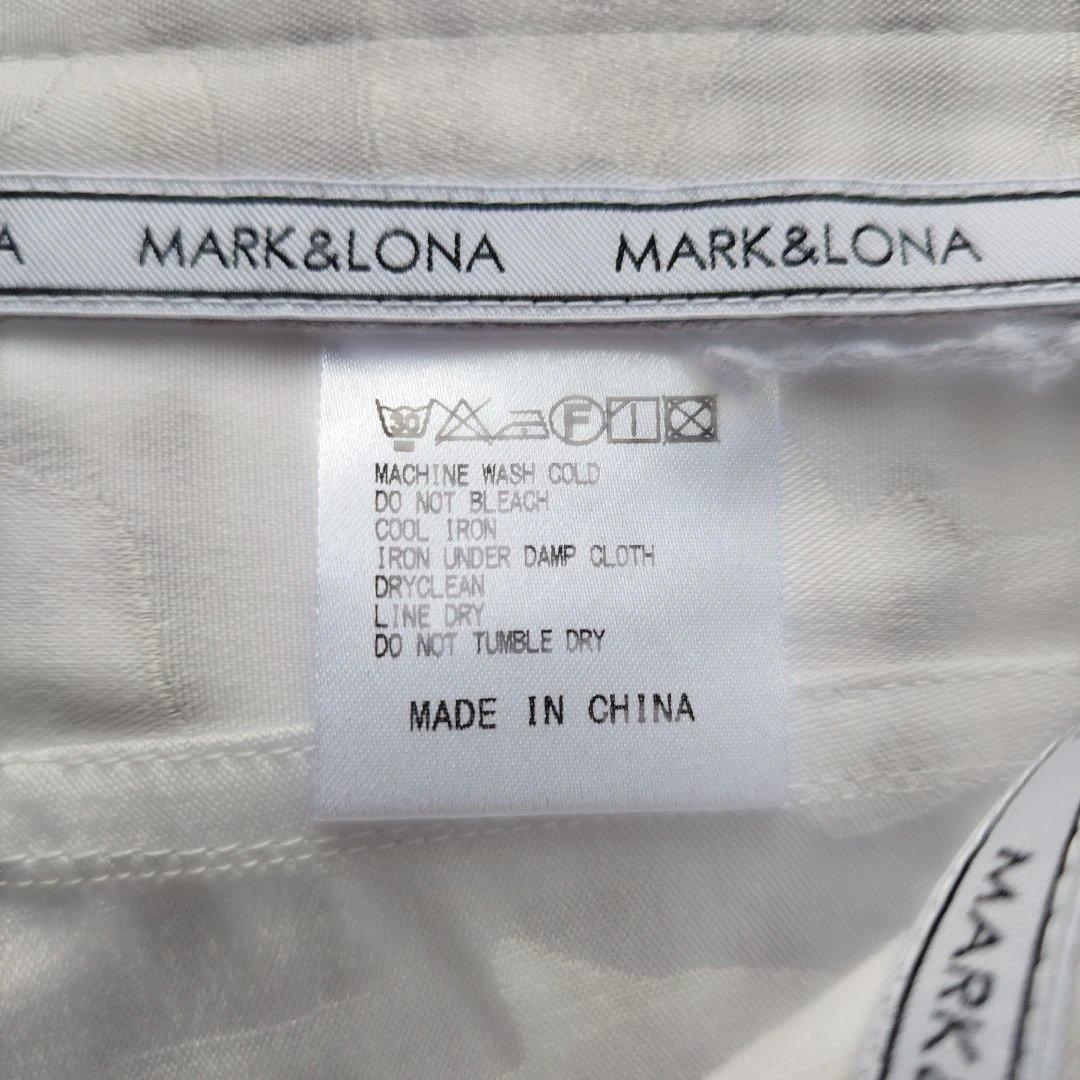 A MARK&LONA MARK&LONA
30 F
MACHINE WASH COLD
DO NOT BLEACH
COOL IRON
IRON UNDER DAMP CLOTH
DRYCLEAN
LINE DRY
DO NOT TUMBLE DRY
MADE IN CHINA
MARK